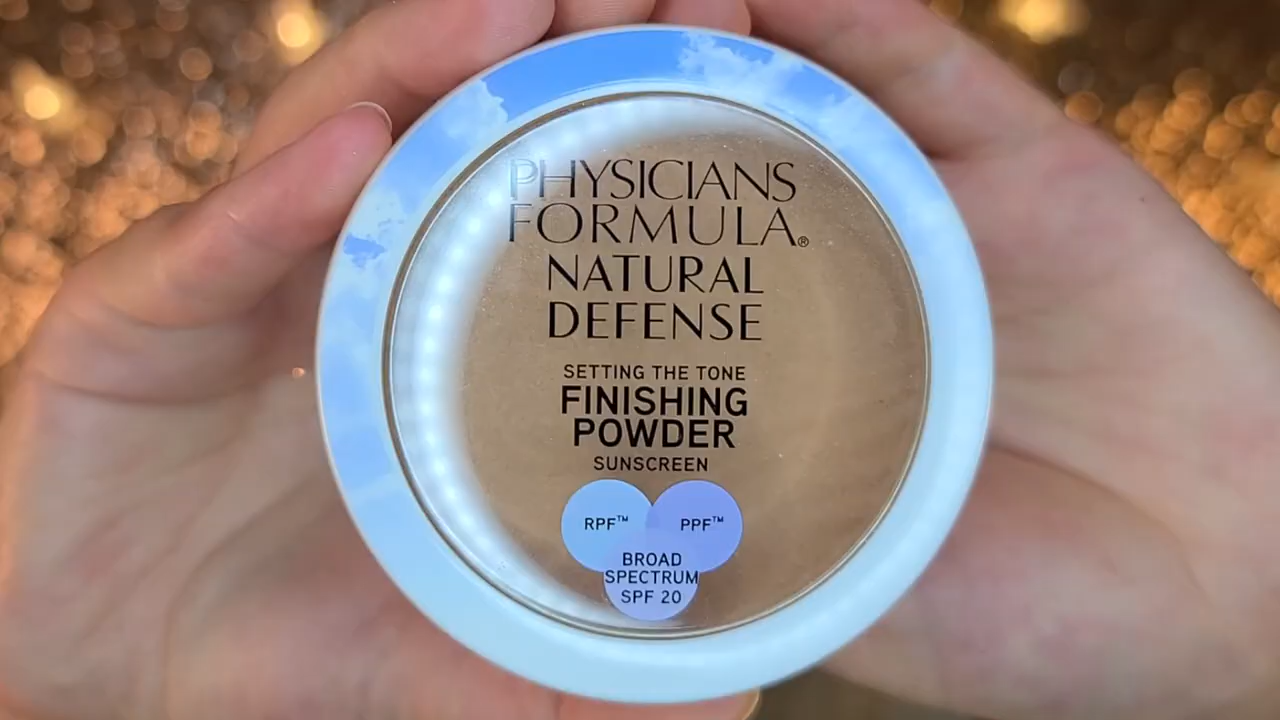 PHYSICIANS
FORMULA®
NATURAL
DEFENSE
SETTING THE TONE
FINISHING
POWDER
SUNSCREEN
RPF™ PPF™
BROAD
SPECTRUM
SPF 20